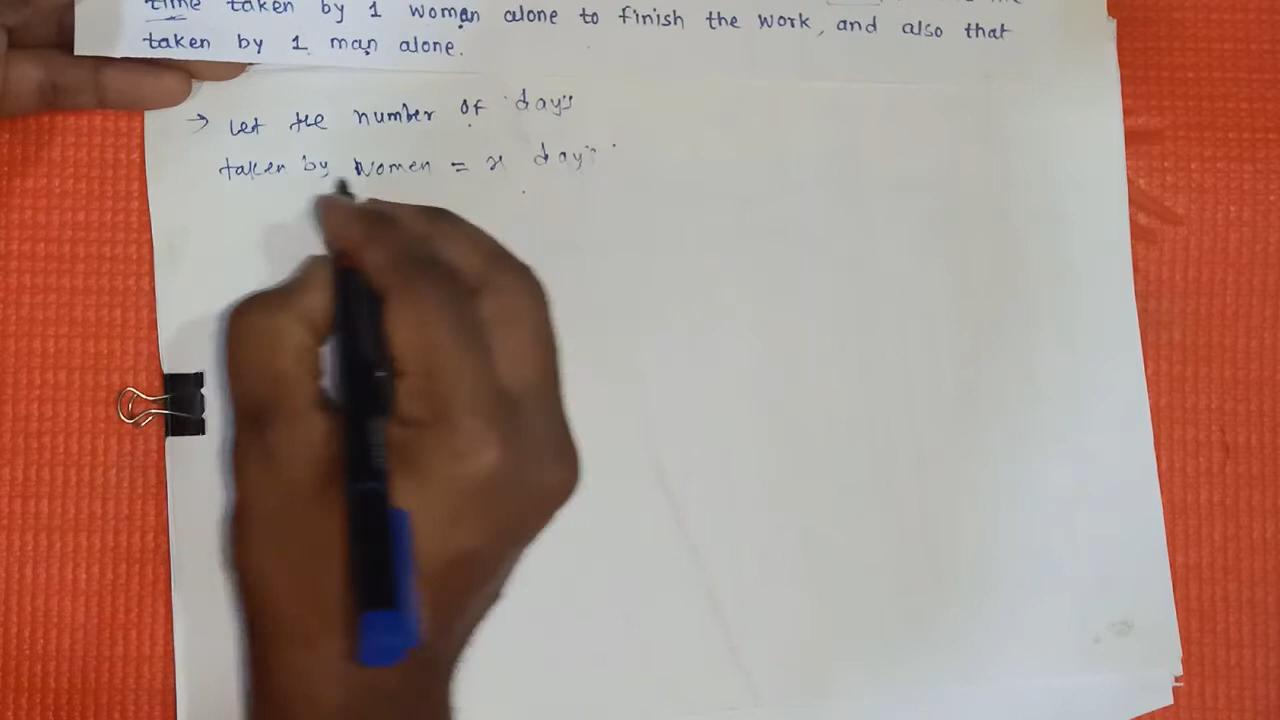 time taken by 1 woman alone to finish the work, and also that
taken by 1 man alone.
→ Let the number of days
taken by women = x days